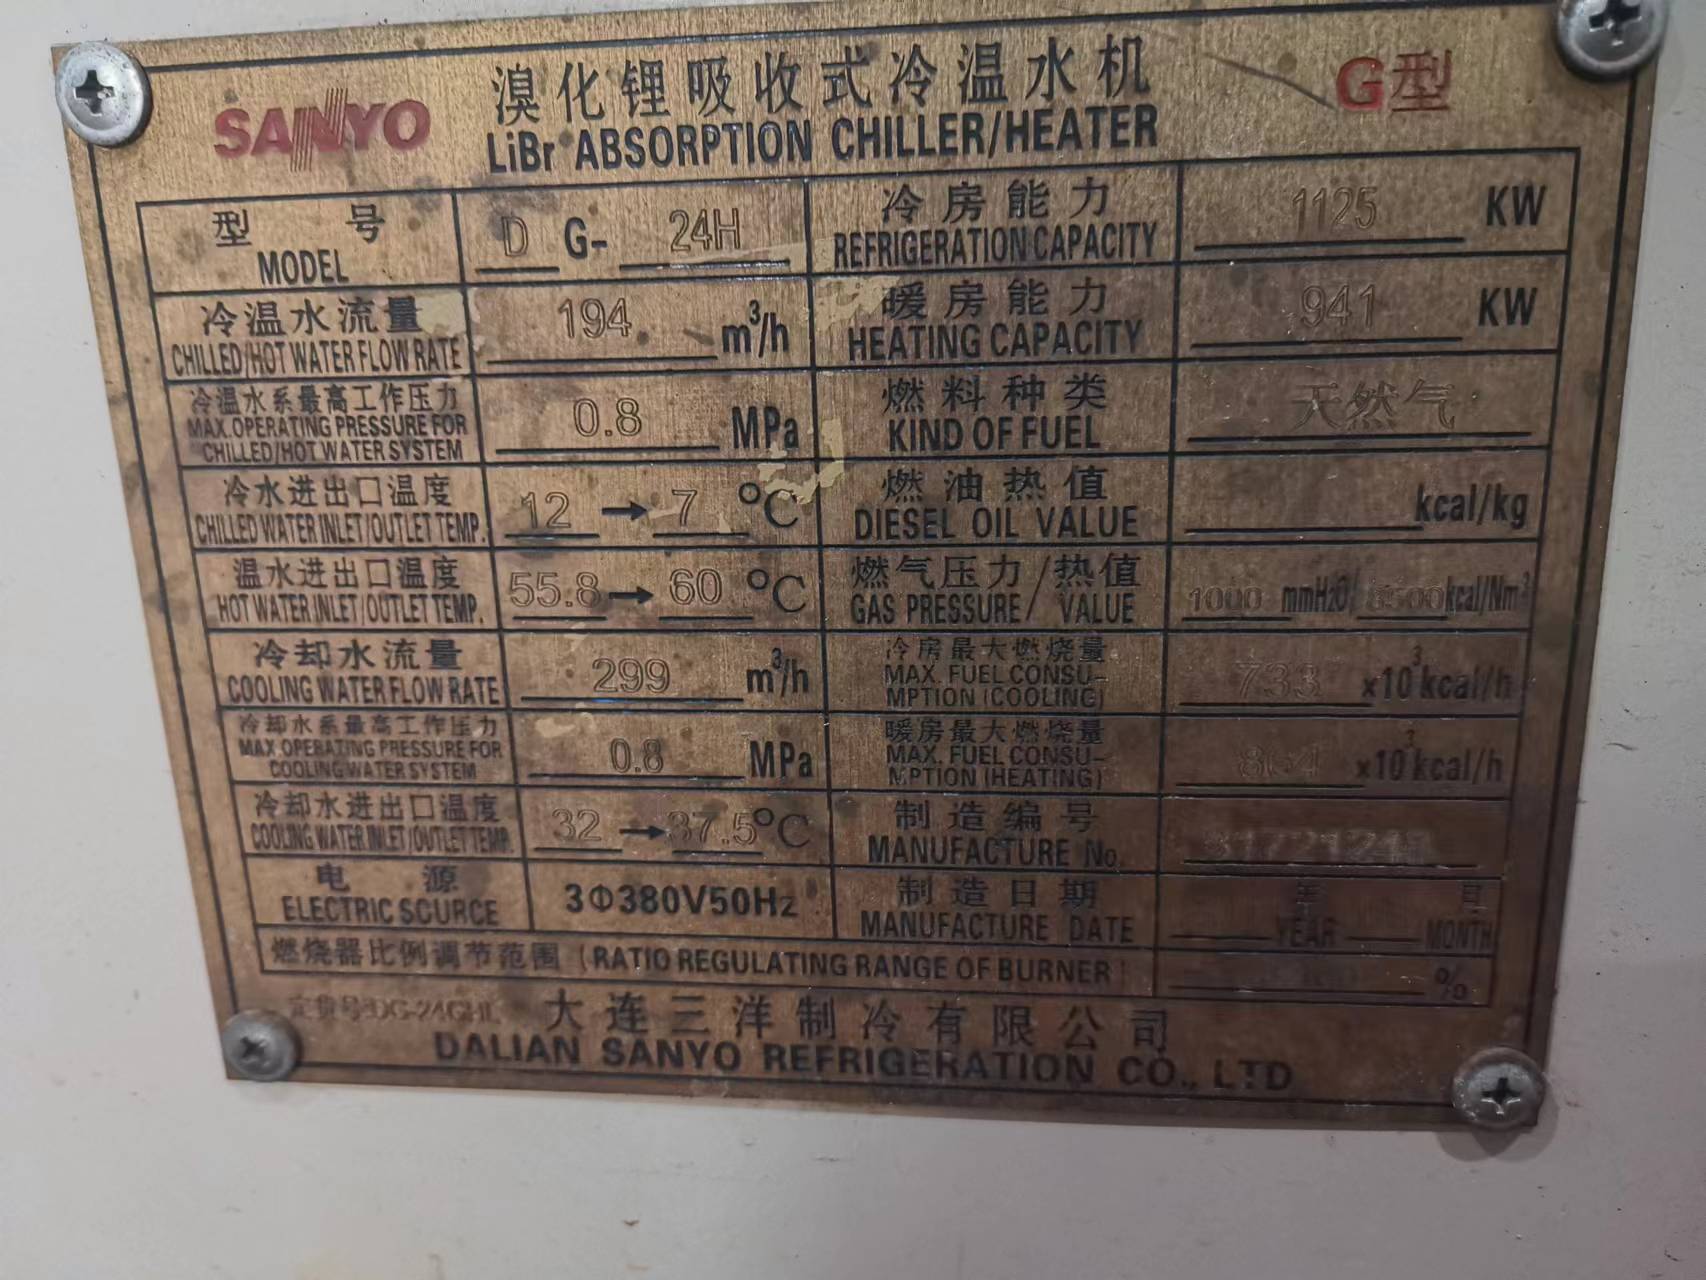 SANYO 溴化锂吸收式冷温水机 G型
LiBr ABSORPTION CHILLER/HEATER
型号 D G- 24H 冷房能力 1125 KW
MODEL REFRIGERATION CAPACITY
冷温水流量 194 m³/h 暖房能力 941 KW
CHILLED/HOT WATER FLOW RATE HEATING CAPACITY
冷温水系最高工作压力 0.8 MPa 燃料种类 天然气
MAX. OPERATING PRESSURE FOR KIND OF FUEL
CHILLED/HOT WATER SYSTEM
冷水进出口温度 12 → 7 °C 燃油热值 kcal/kg
CHILLED WATER INLET/OUTLET TEMP. DIESEL OIL VALUE
温水进出口温度 55.8 → 60 °C 燃气压力/热值 1000 mmH2O/ 8500 kcal/Nm³
HOT WATER INLET/OUTLET TEMP. GAS PRESSURE/ VALUE
冷却水流量 299 m³/h 冷房最大燃烧量 733 x10³kcal/h
COOLING WATER FLOW RATE MAX. FUEL CONSU-
MPTION (COOLING)
冷却水系最高工作压力 0.8 MPa 暖房最大燃烧量 864 x10³kcal/h
MAX OPERATING PRESSURE FOR MAX. FUEL CONSU-
COOLING WATER SYSTEM MPTION (HEATING)
冷却水进出口温度 32 → 37.5 °C 制造编号
COOLING WATER INLET/OUTLET TEMP. MANUFACTURE No.
电源 3Φ380V50Hz 制造日期 年 月
ELECTRIC SOURCE MANUFACTURE DATE YEAR MONTH
燃烧器比例调节范围 (RATIO REGULATING RANGE OF BURNER) %
定货号: 大连三洋制冷有限公司
DALIAN SANYO REFRIGERATION CO., LTD